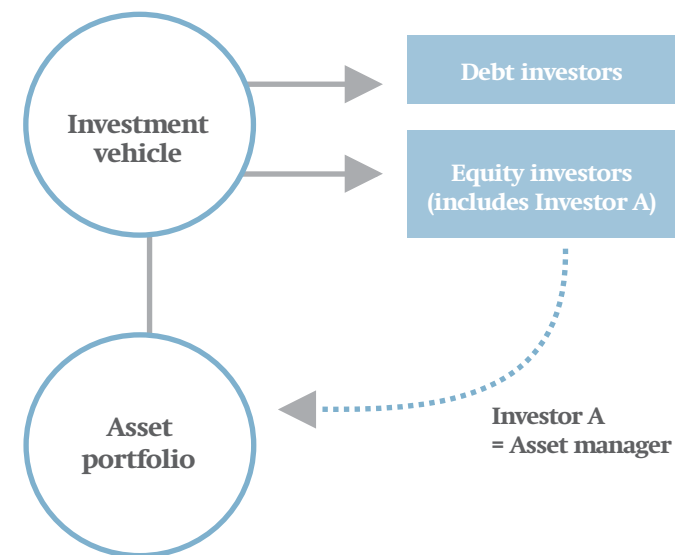 Debt investors
Investment
vehicle
Equity investors
(includes Investor A)
Investor A
= Asset manager
Asset
portfolio